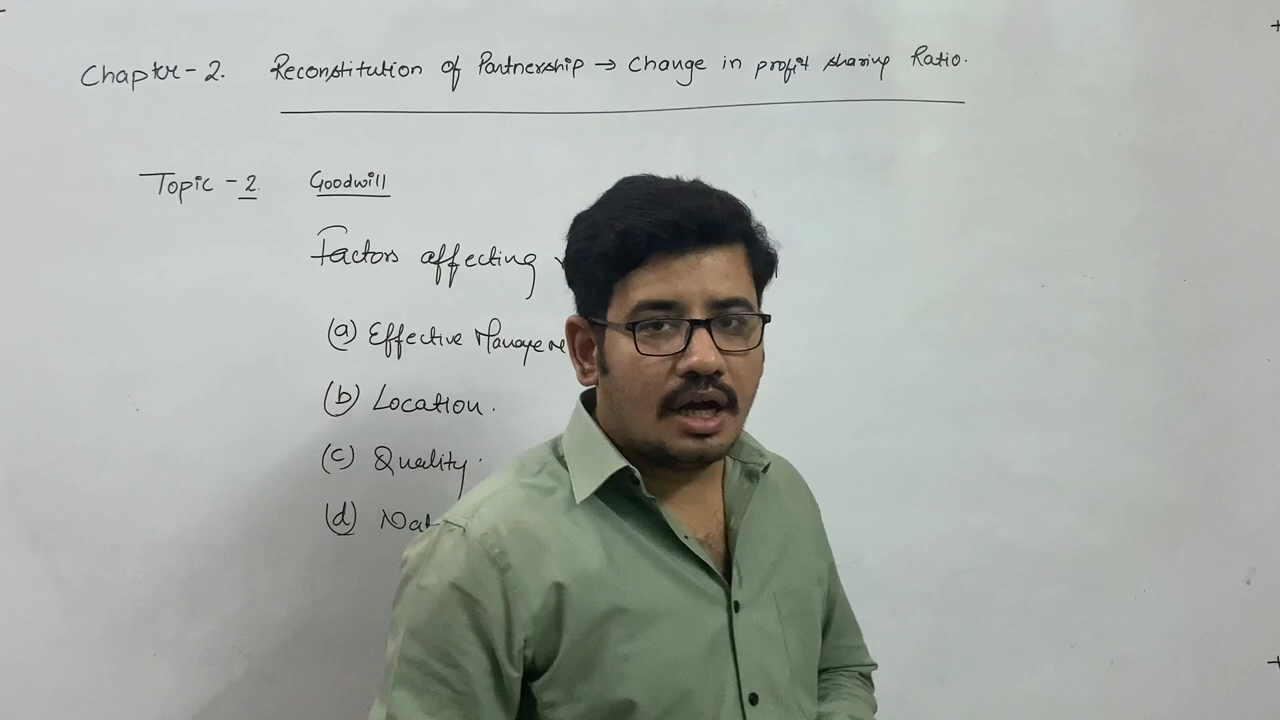 Chapter-2. Reconstitution of Partnership → Change in profit sharing Ratio.
Topic - 2. Goodwill
Factors affecting
(a) Effective Manageme
(b) Location.
(c) Quality.
(d) Nat